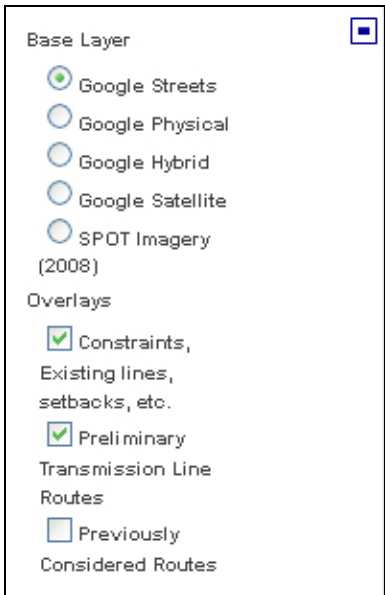 Base Layer
Google Streets
Google Physical
Google Hybrid
Google Satellite
SPOT Imagery
(2008)
Overlays
Constraints,
Existing lines,
setbacks, etc.
Preliminary
Transmission Line
Routes
Previously
Considered Routes